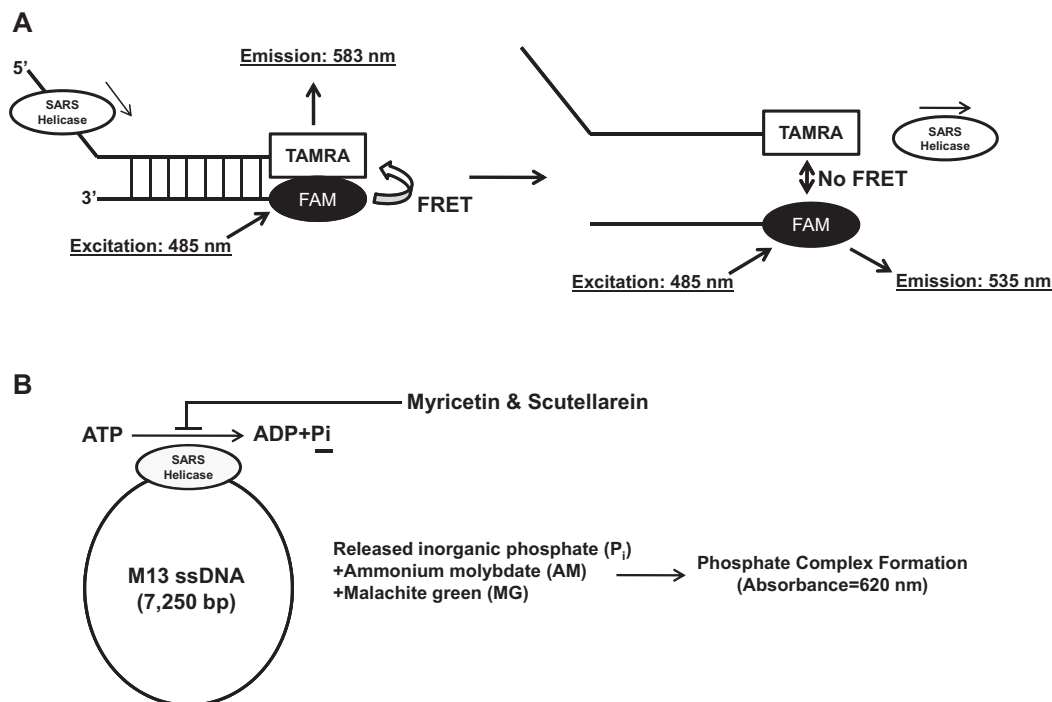 A
5’
SARS
Helicase
Emission: 583 nm
TAMRA
FAM
FRET
3’
Excitation: 485 nm
TAMRA
SARS
Helicase
No FRET
FAM
Excitation: 485 nm
Emission: 535 nm
B
Myricetin & Scutellarein
ATP
ADP+Pi
SARS
Helicase
M13 ssDNA
(7,250 bp)
Released inorganic phosphate (Pi)
+Ammonium molybdate (AM)
+Malachite green (MG)
Phosphate Complex Formation
(Absorbance=620 nm)